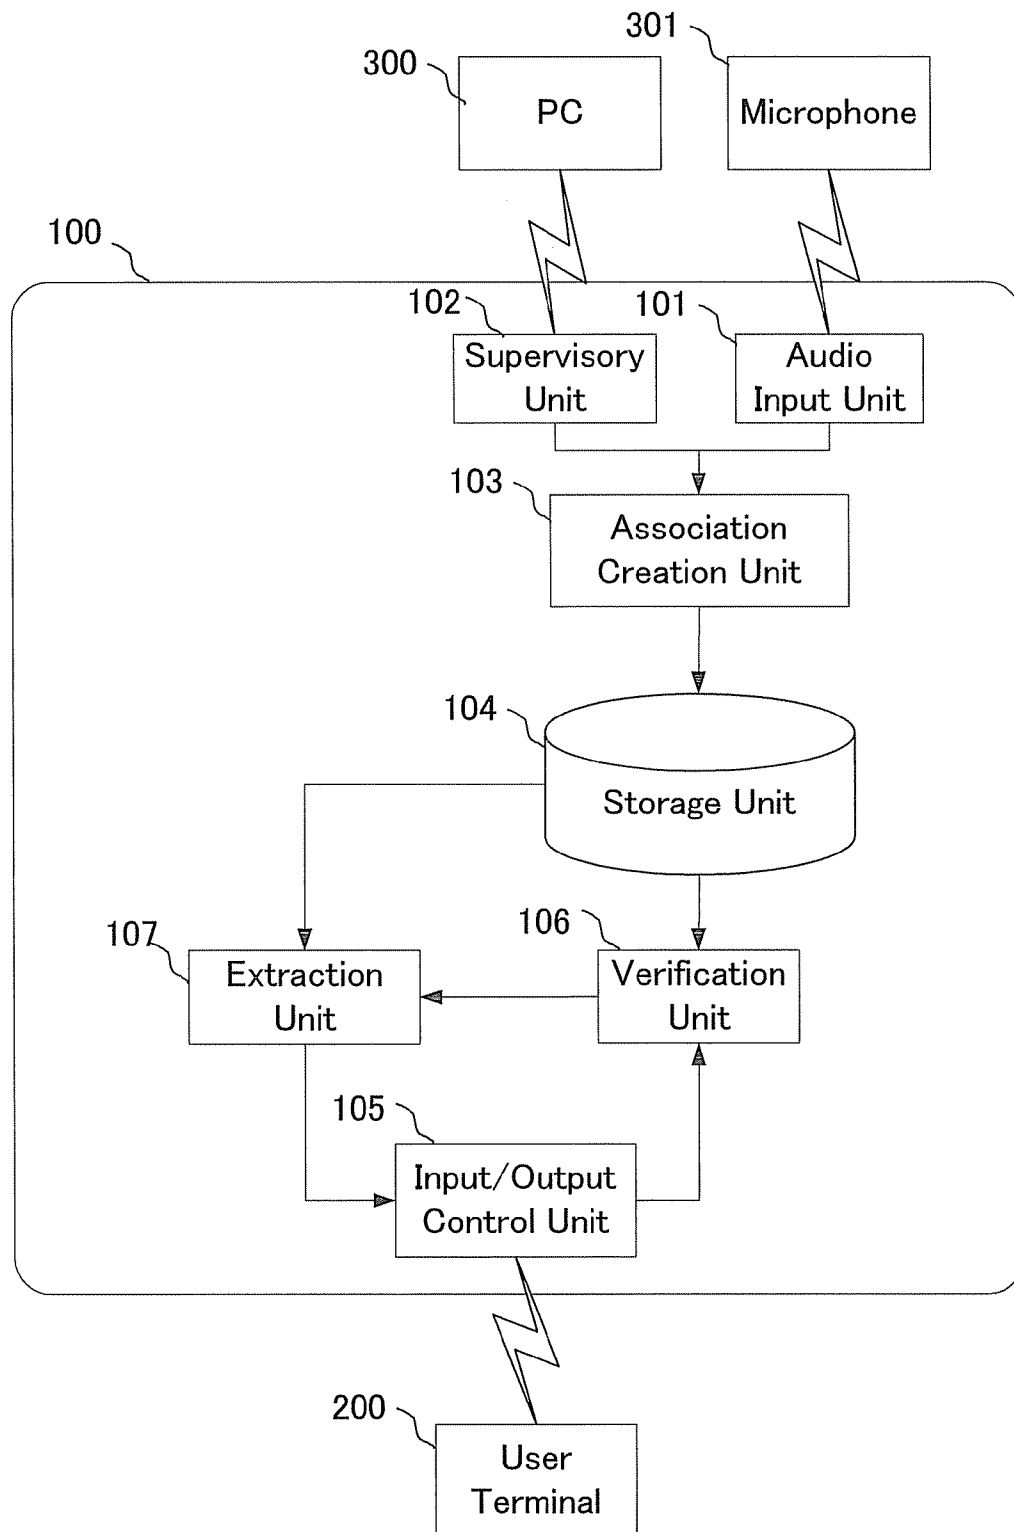 301
300
PC
Microphone
100
102
101
Supervisory
Unit
Audio
Input Unit
103
Association
Creation Unit
104
Storage Unit
107
106
Extraction
Unit
Verification
Unit
105
Input/Output
Control Unit
200
User
Terminal